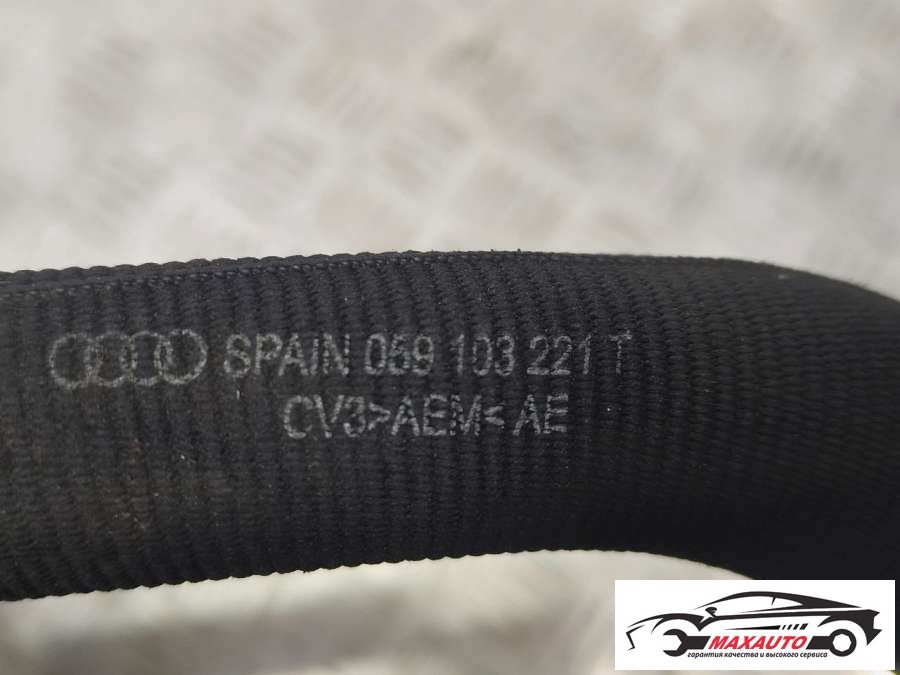 SPAIN 059 103 221 T
CV3>AEM<AE
MAXAUTO
гарантия качества и высокого сервиса